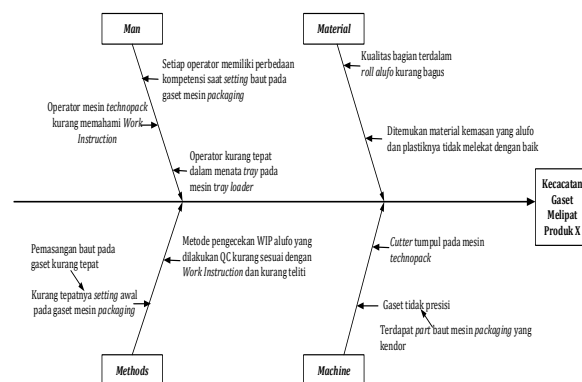 Man
Material
Setiap operator memiliki perbedaan
kompetensi saat setting baut pada
gaset mesin packaging
Kualitas bagian terdalam
roll alufo kurang bagus
Operator mesin technopack
kurang memahami Work
Instruction
Ditemukan material kemasan yang alufo
dan plastiknya tidak melekat dengan baik
Operator kurang tepat
dalam menata tray pada
mesin tray loader
Kecacatan
Gaset
Melipat
Produk X
Pemasangan baut pada
gaset kurang tepat
Metode pengecekan WIP alufo yang
dilakukan QC kurang sesuai dengan
Work Instruction dan kurang teliti
Cutter tumpul pada mesin
technopack
Kurang tepatnya setting awal
pada gaset mesin packaging
Gaset tidak presisi
Terdapat part baut mesin packaging yang
kendor
Methods
Machine